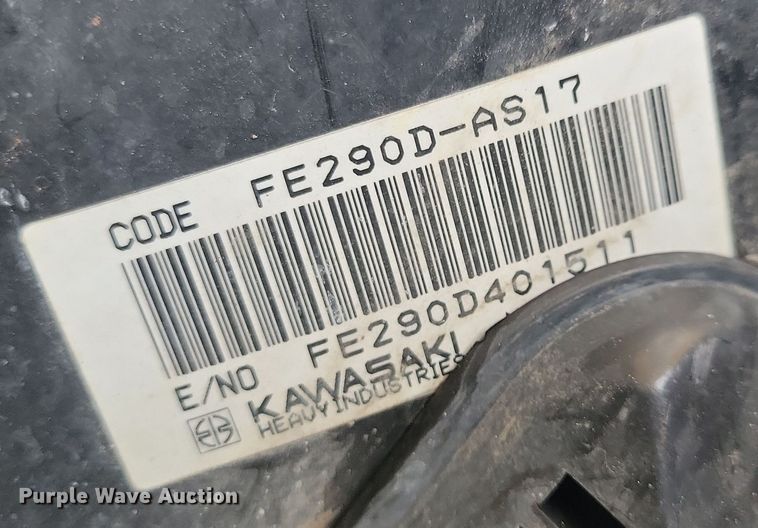 CODE FE290D-AS17
E/NO FE290D401511
KAWASAKI
HEAVY INDUSTRIES
Purple Wave Auction